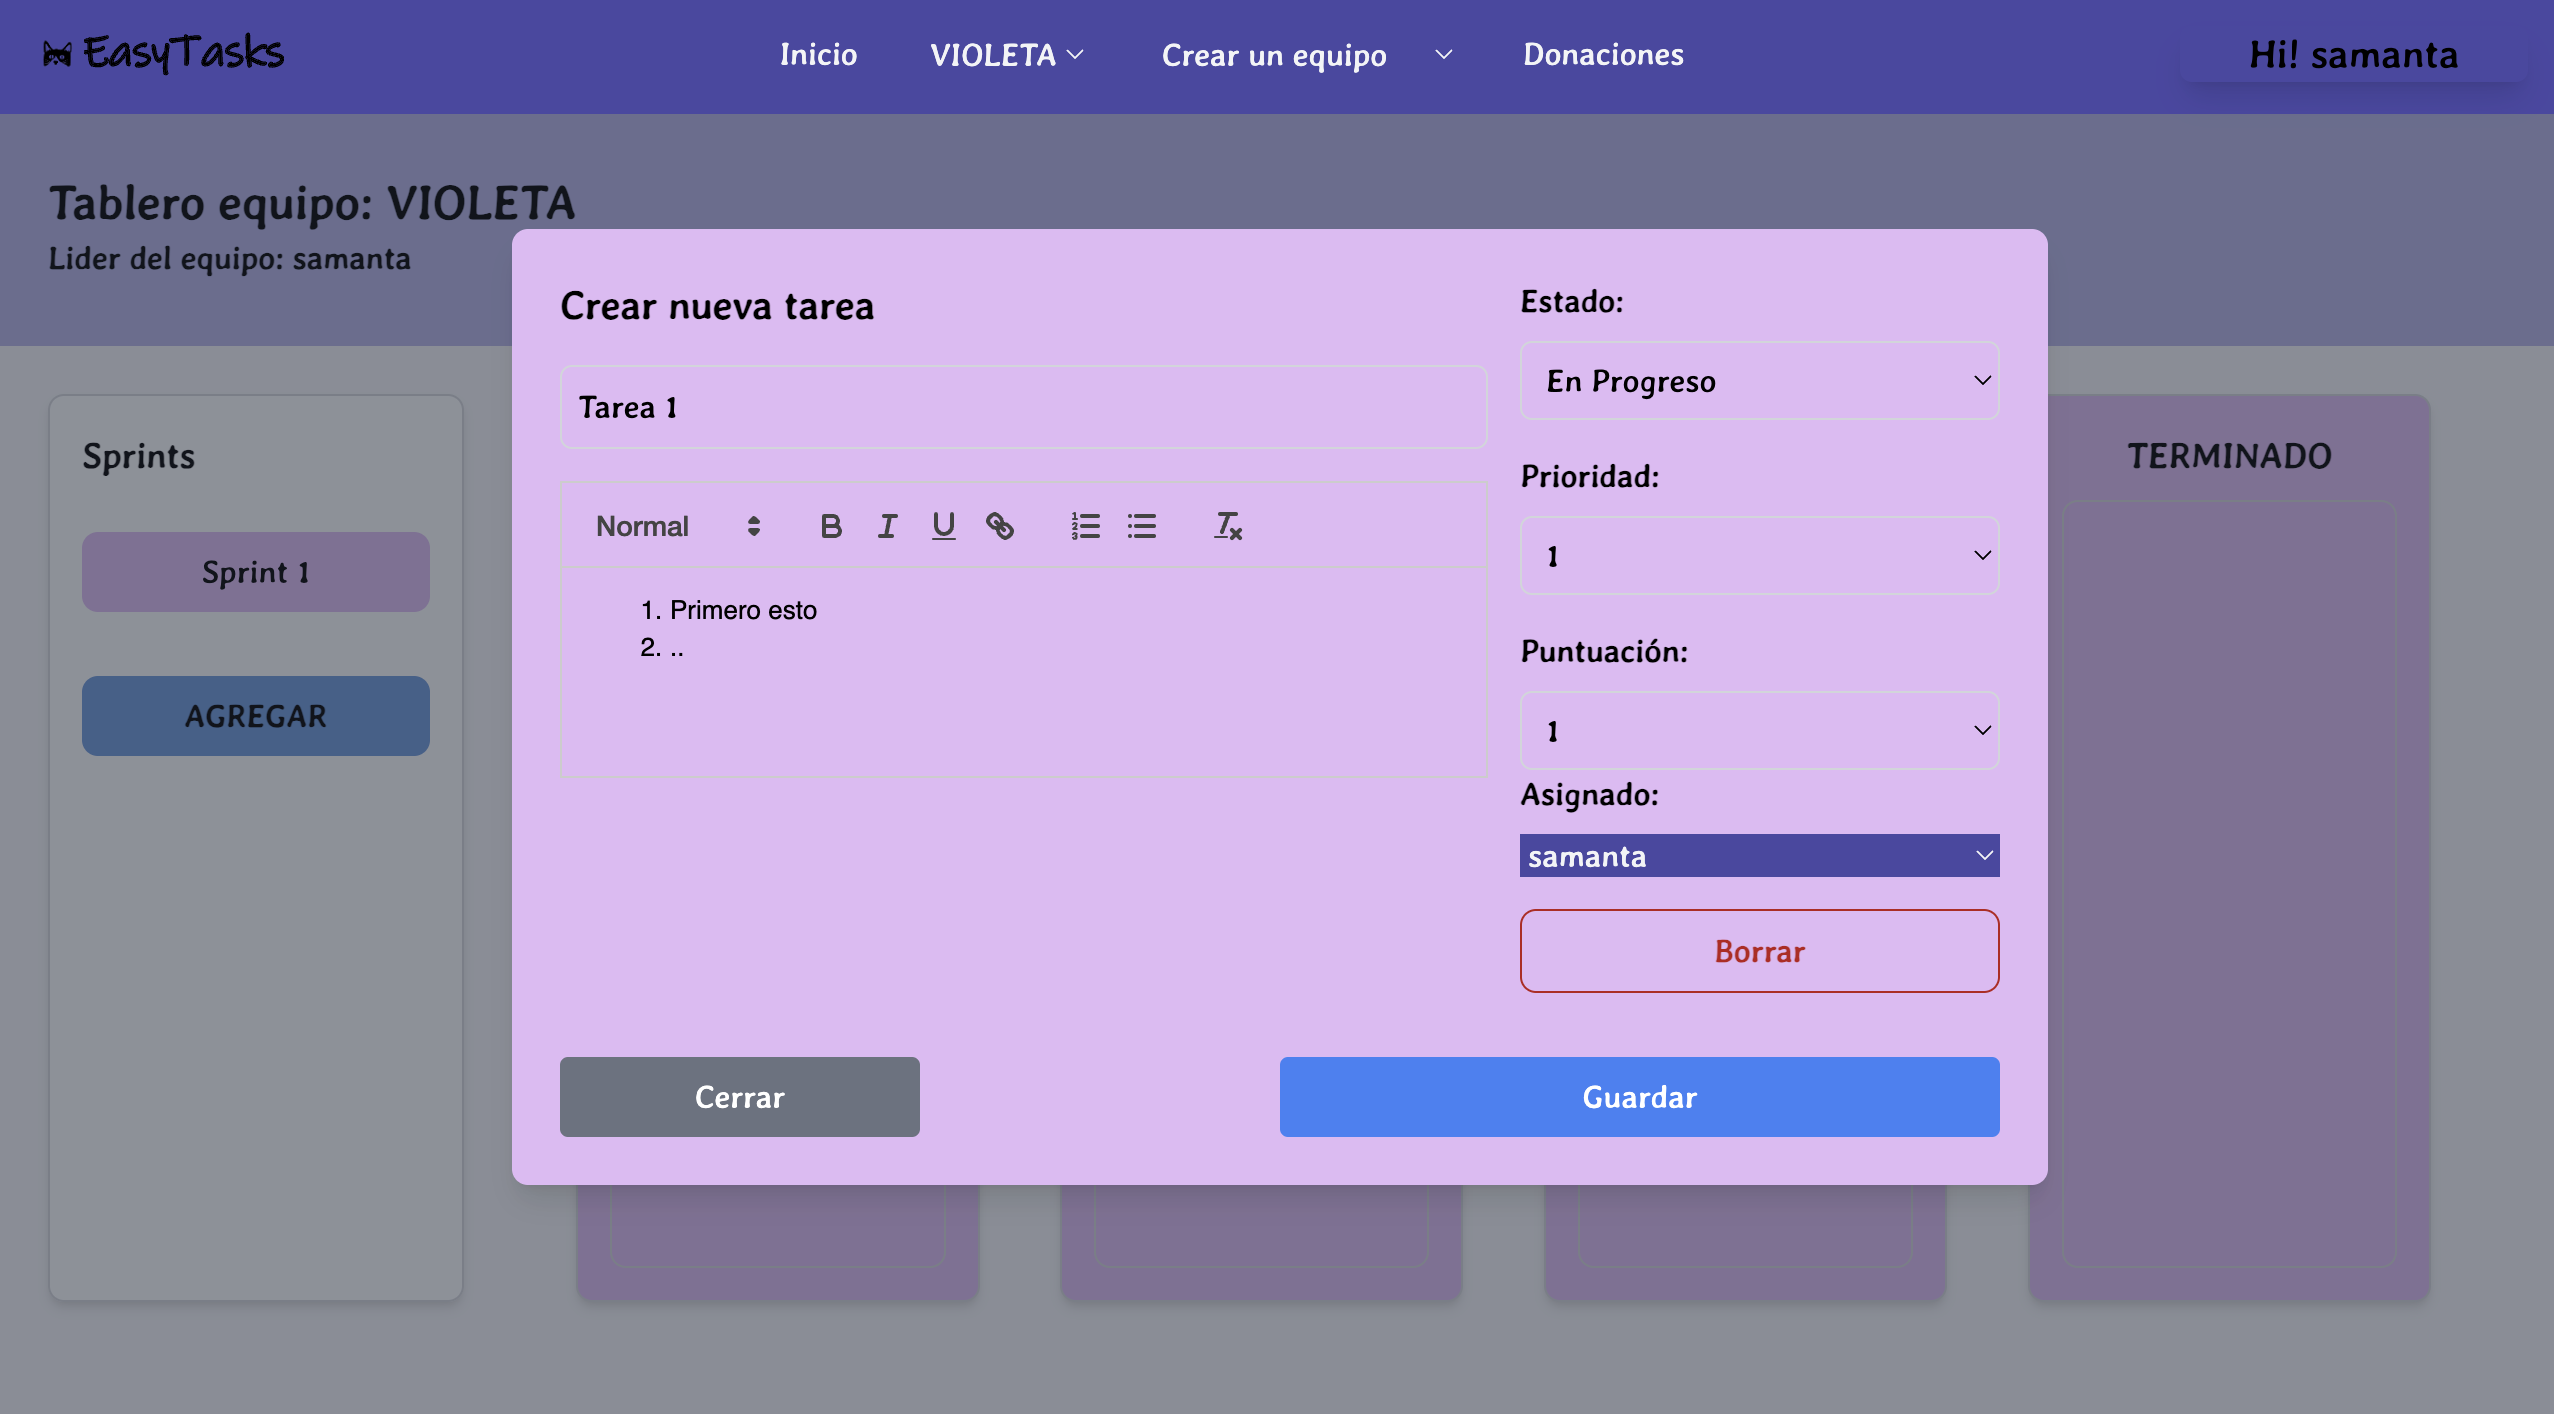 EasyTasks
Inicio
VIOLETA
Crear un equipo
Donaciones
Hi! samanta
Tablero equipo: VIOLETA
Lider del equipo: samanta
Sprints
Sprint 1
AGREGAR
Crear nueva tarea
Tarea 1
Normal
1. Primero esto
2. ..
Estado:
En Progreso
Prioridad:
1
Puntuación:
1
Asignado:
samanta
Borrar
Cerrar
Guardar
TERMINADO